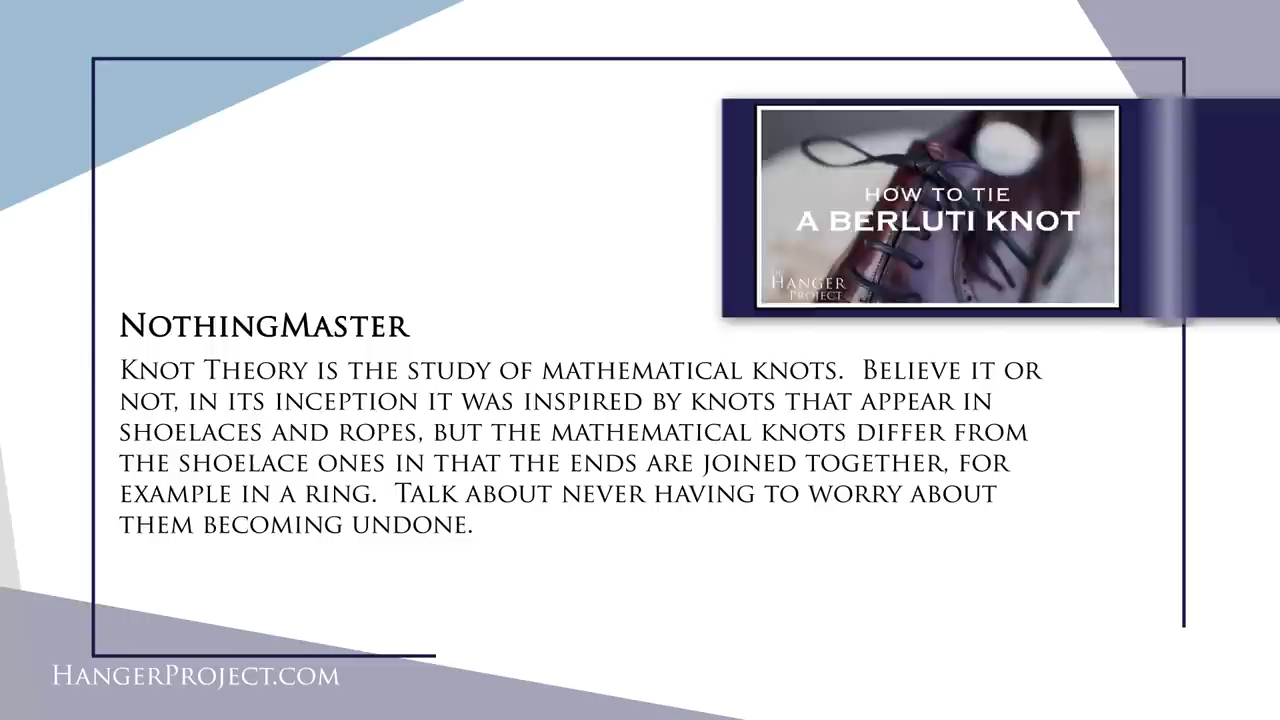 HOW TO TIE
A BERLUTI KNOT
THE
HANGER
PROJECT
NOTHINGMASTER
KNOT THEORY IS THE STUDY OF MATHEMATICAL KNOTS. BELIEVE IT OR
NOT, IN ITS INCEPTION IT WAS INSPIRED BY KNOTS THAT APPEAR IN
SHOELACES AND ROPES, BUT THE MATHEMATICAL KNOTS DIFFER FROM
THE SHOELACE ONES IN THAT THE ENDS ARE JOINED TOGETHER, FOR
EXAMPLE IN A RING. TALK ABOUT NEVER HAVING TO WORRY ABOUT
THEM BECOMING UNDONE.
HANGERPROJECT.COM